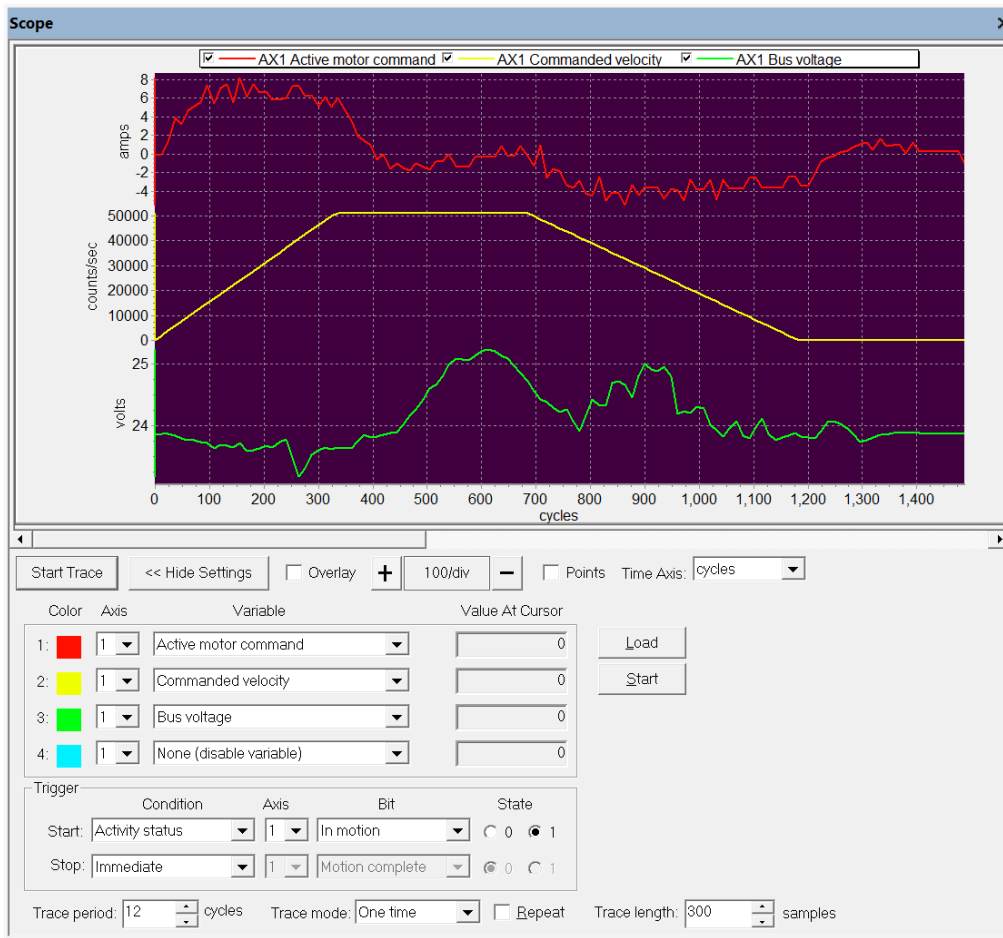 Scope
AX1 Active motor command AX1 Commanded velocity AX1 Bus voltage
8
6
4
2
0
-2
-4
amps
50000
40000
30000
20000
10000
0
counts/sec
25
24
volts
0 100 200 300 400 500 600 700 800 900 1,000 1,100 1,200 1,300 1,400
cycles
Start Trace << Hide Settings Overlay + 100/div − Points Time Axis: cycles
Color Axis Variable Value At Cursor
1: 1 Active motor command 0 Load
2: 1 Commanded velocity 0 Start
3: 1 Bus voltage 0
4: 1 None (disable variable) 0
Trigger
Condition Axis Bit State
Start: Activity status 1 In motion 0 1
Stop: Immediate 1 Motion complete 0 1
Trace period: 12 cycles Trace mode: One time Repeat Trace length: 300 samples